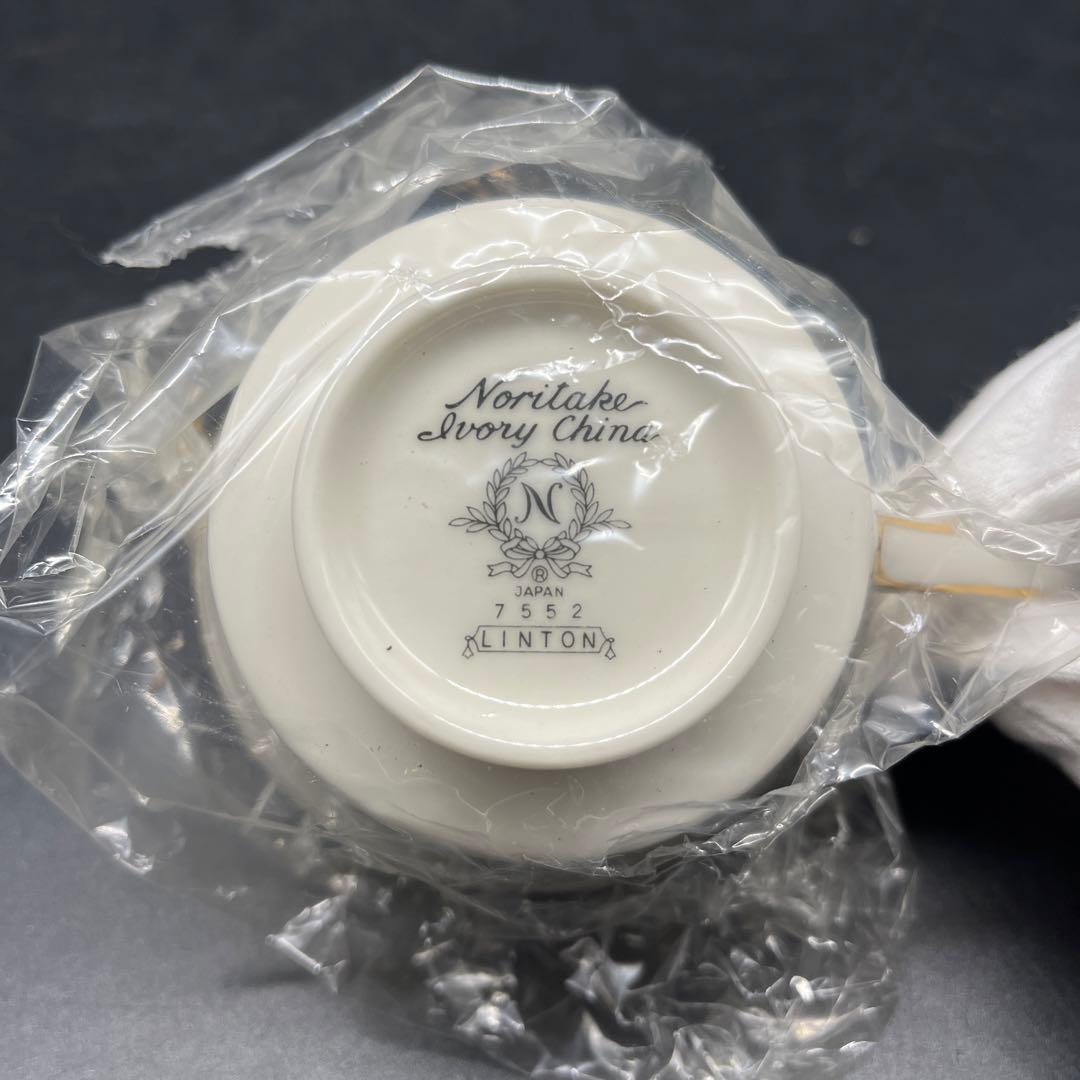 Noritake
Ivory China
N
®
JAPAN
7552
LINTON